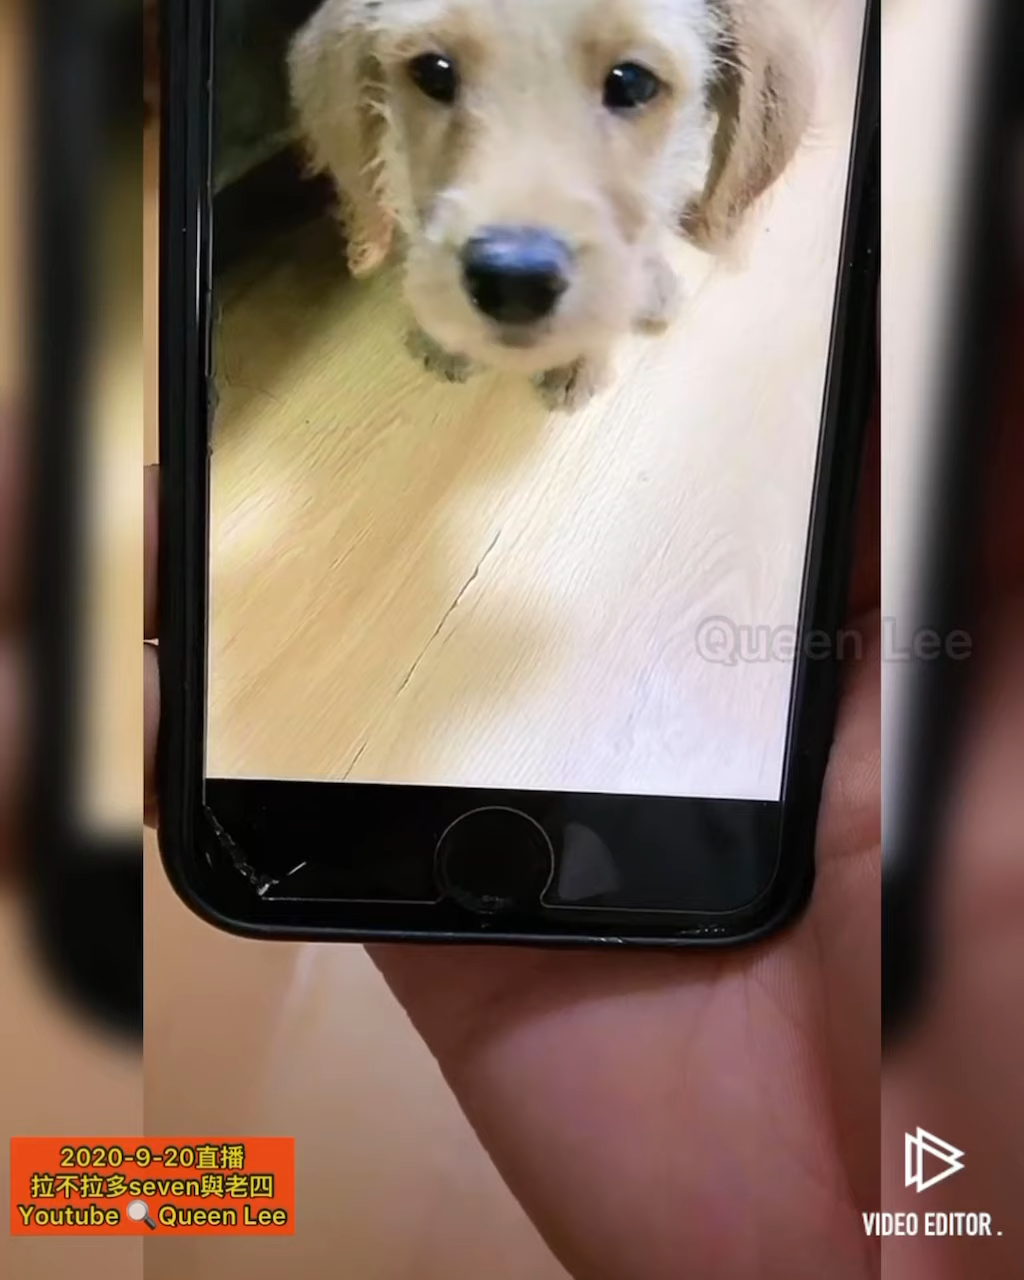 Queen Lee
2020-9-20直播
拉不拉多seven與老四
Youtube 🔍Queen Lee
VIDEO EDITOR.